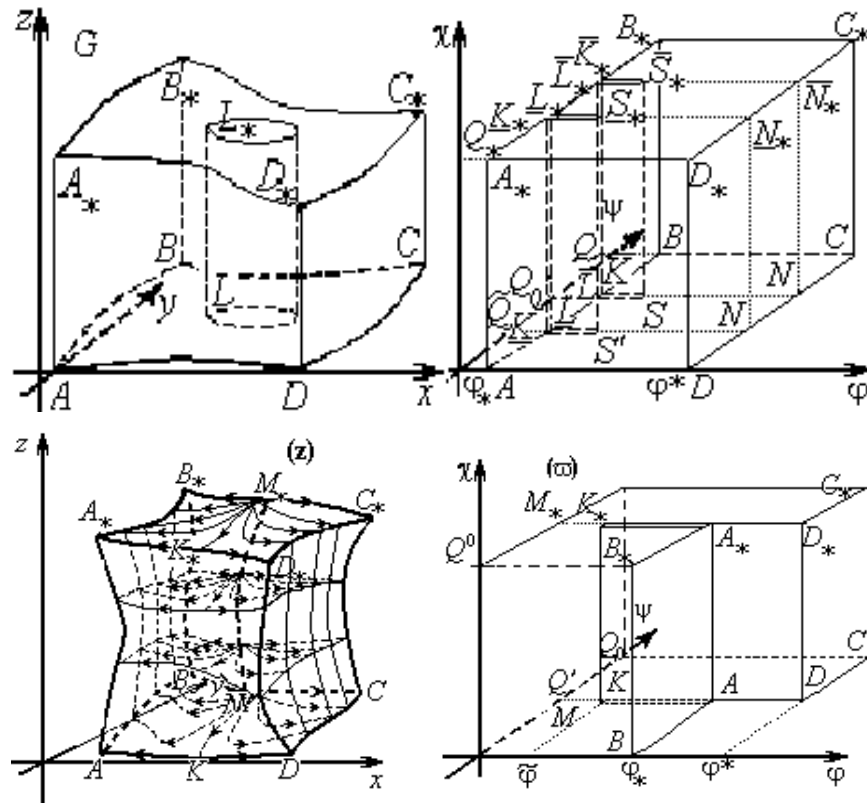 z
G
B*
C*
L̲*
A*
D*
B
C
y
L
A
D
x
χ
B*
C*
K̅*
L̅*
S̅*
L̲*
S*
K̲*
N̅*
N̲*
Q*
A*
D*
ψ
Q
B
C
Q₀
K̅
L̅
N
K̲
L̲
S
N
S'
φ*
A
φ*
D
φ
z
(z)
B*
M*
A*
C*
K*
D*
B
y
C
A
K
D
x
χ
(ϖ)
M*
K*
C*
A*
D*
Q⁰
B*
ψ
Q₀
C
Q'
K
A
D
M
B
φ̃
φ*
φ*
φ